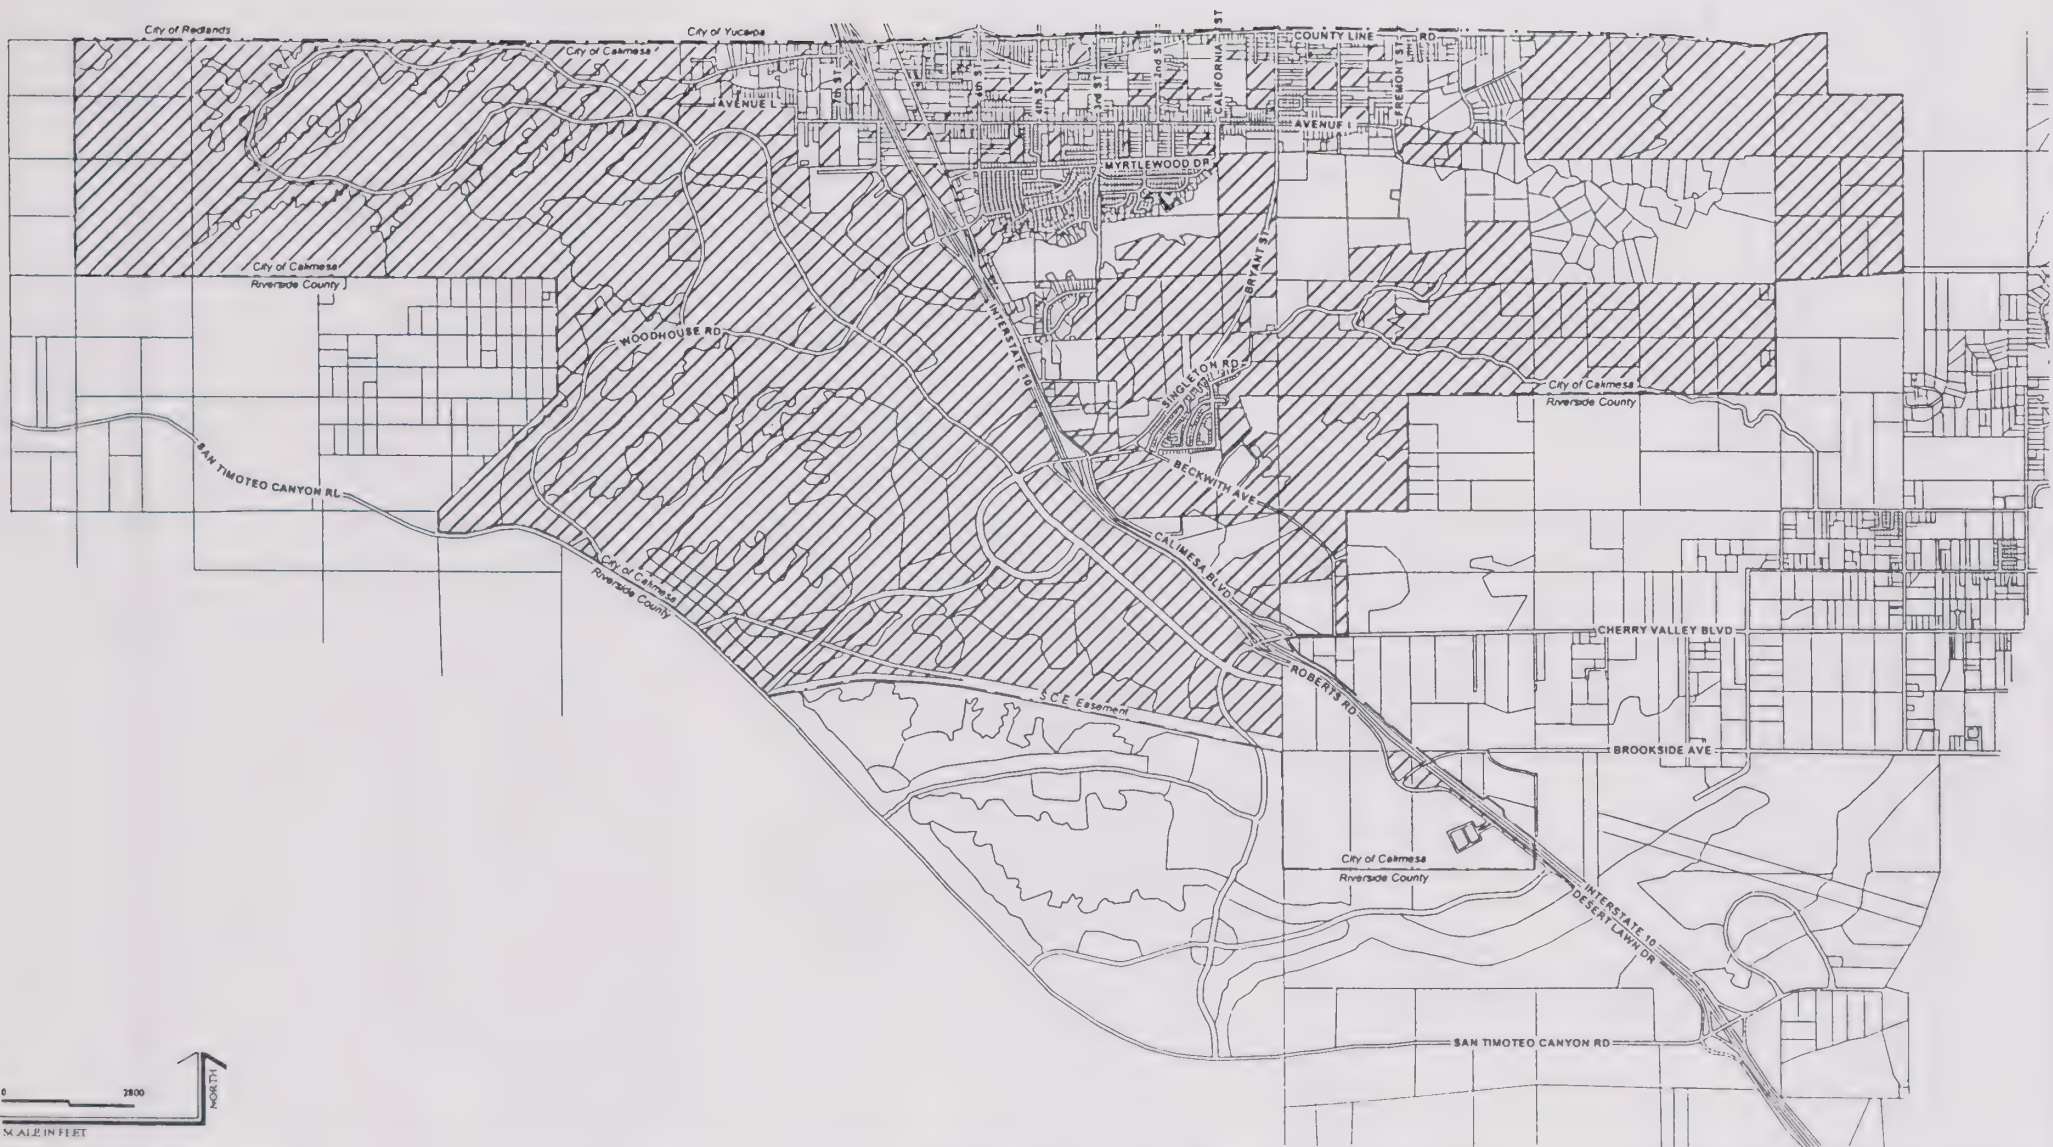 City of Redlands
City of Yucaipa
City of Calimesa
COUNTY LINE RD
7th ST
4th ST
3rd ST
2nd ST
CALIFORNIA ST
FREMONT ST
AVENUE L
MYRTLEWOOD DR
BRYANT ST
City of Calimesa
Riverside County
INTERSTATE 10
WOODHOUSE RD
SINGLETON RD
City of Calimesa
Riverside County
SAN TIMOTEO CANYON
BECKWITH AVE
CALIMESA BLVD
City of Calimesa
Riverside County
CHERRY VALLEY BLVD
ROBERTS RD
S.C.E. Easement
BROOKSIDE AVE
City of Calimesa
Riverside County
INTERSTATE 10
DESERT LAWN DR
SAN TIMOTEO CANYON RD
0 2800
NORTH
SCALE IN FEET